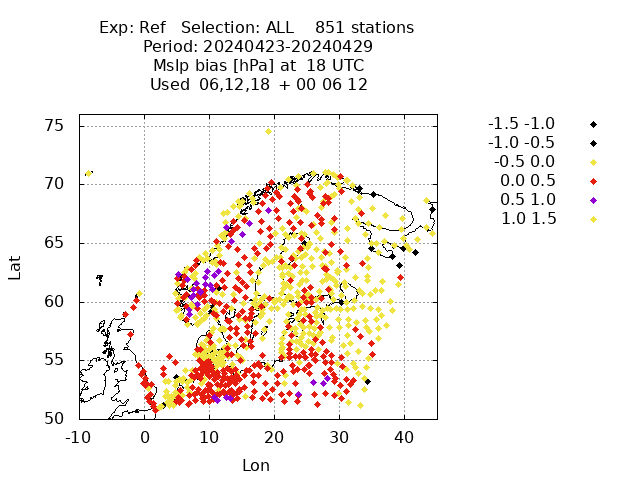 Exp: Ref   Selection: ALL    851 stations
Period: 20240423-20240429
Mslp bias [hPa] at  18 UTC
Used  06,12,18  + 00 06 12
-1.5 -1.0
-1.0 -0.5
-0.5 0.0
0.0 0.5
0.5 1.0
1.0 1.5
75
70
65
60
55
50
Lat
-10 0 10 20 30 40
Lon